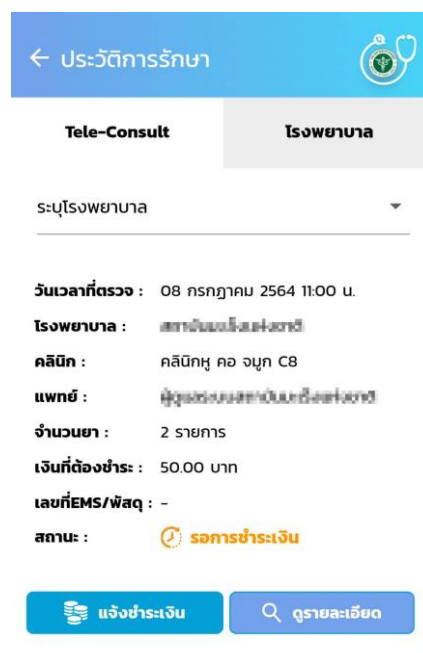 ประวัติการรักษา
Tele-Consult โรงพยาบาล
ระบุโรงพยาบาล
วันเวลาที่ตรวจ : 08 กรกฎาคม 2564 11:00 น.
โรงพยาบาล :
คลินิก : คลินิกหู คอ จมูก C8
แพทย์ :
จำนวนยา : 2 รายการ
เงินที่ต้องชำระ : 50.00 บาท
เลขที่EMS/พัสดุ : -
สถานะ : รอการชำระเงิน
แจ้งชำระเงิน ดูรายละเอียด